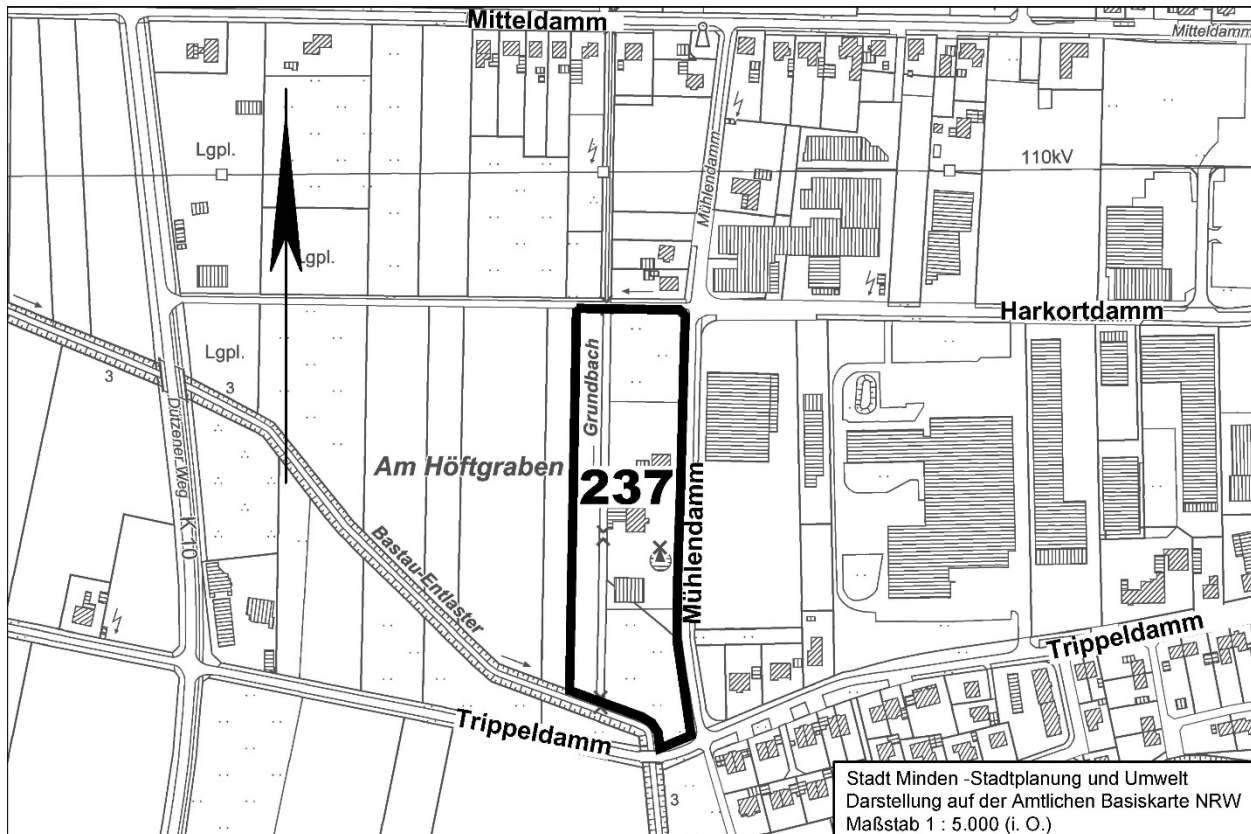 Mitteldamm
Mitteldamm
Lgpl.
110kV
Mühlendamm
Lgpl.
Harkortdamm
Lgpl.
3
3
Grundbach
Dützener Weg
K 10
Am Höftgraben
237
Mühlendamm
Bastau-Entlaster
Trippeldamm
Trippeldamm
3
Stadt Minden -Stadtplanung und Umwelt
Darstellung auf der Amtlichen Basiskarte NRW
Maßstab 1 : 5.000 (i. O.)